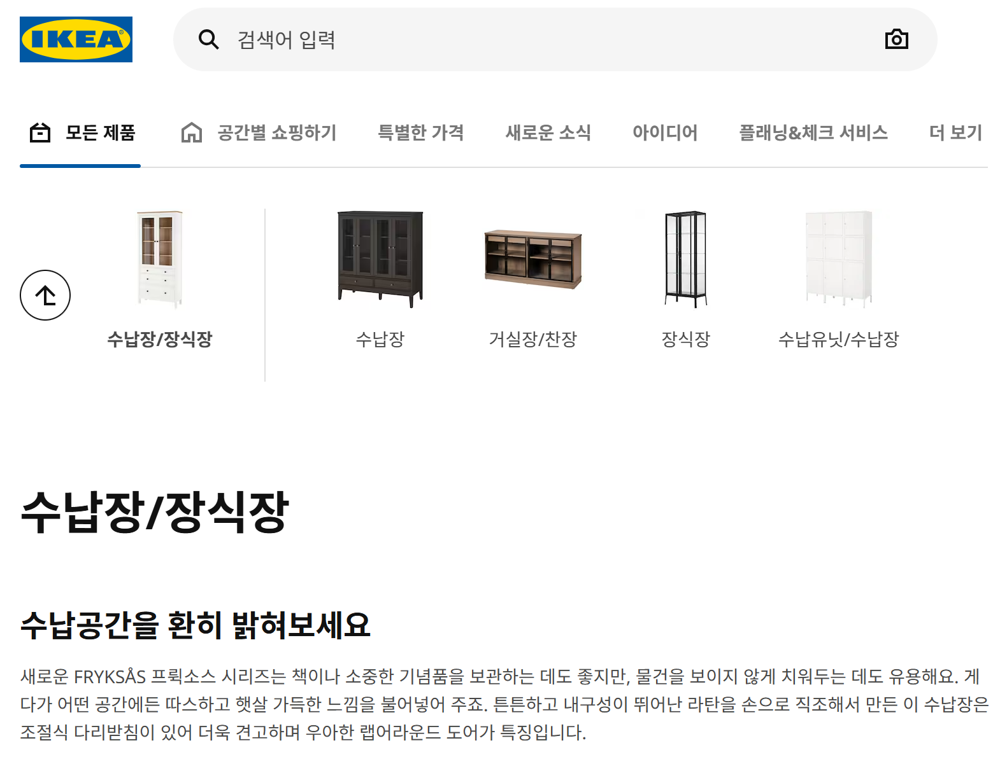 IKEA®
검색어 입력
모든 제품
공간별 쇼핑하기
특별한 가격
새로운 소식
아이디어
플래닝&체크 서비스
더 보기
수납장/장식장
수납장
거실장/찬장
장식장
수납유닛/수납장
수납장/장식장
수납공간을 환히 밝혀보세요
새로운 FRYKSÅS 프뤽소스 시리즈는 책이나 소중한 기념품을 보관하는 데도 좋지만, 물건을 보이지 않게 치워두는 데도 유용해요. 게
다가 어떤 공간에든 따스하고 햇살 가득한 느낌을 불어넣어 주죠. 튼튼하고 내구성이 뛰어난 라탄을 손으로 직조해서 만든 이 수납장은
조절식 다리받침이 있어 더욱 견고하며 우아한 랩어라운드 도어가 특징입니다.